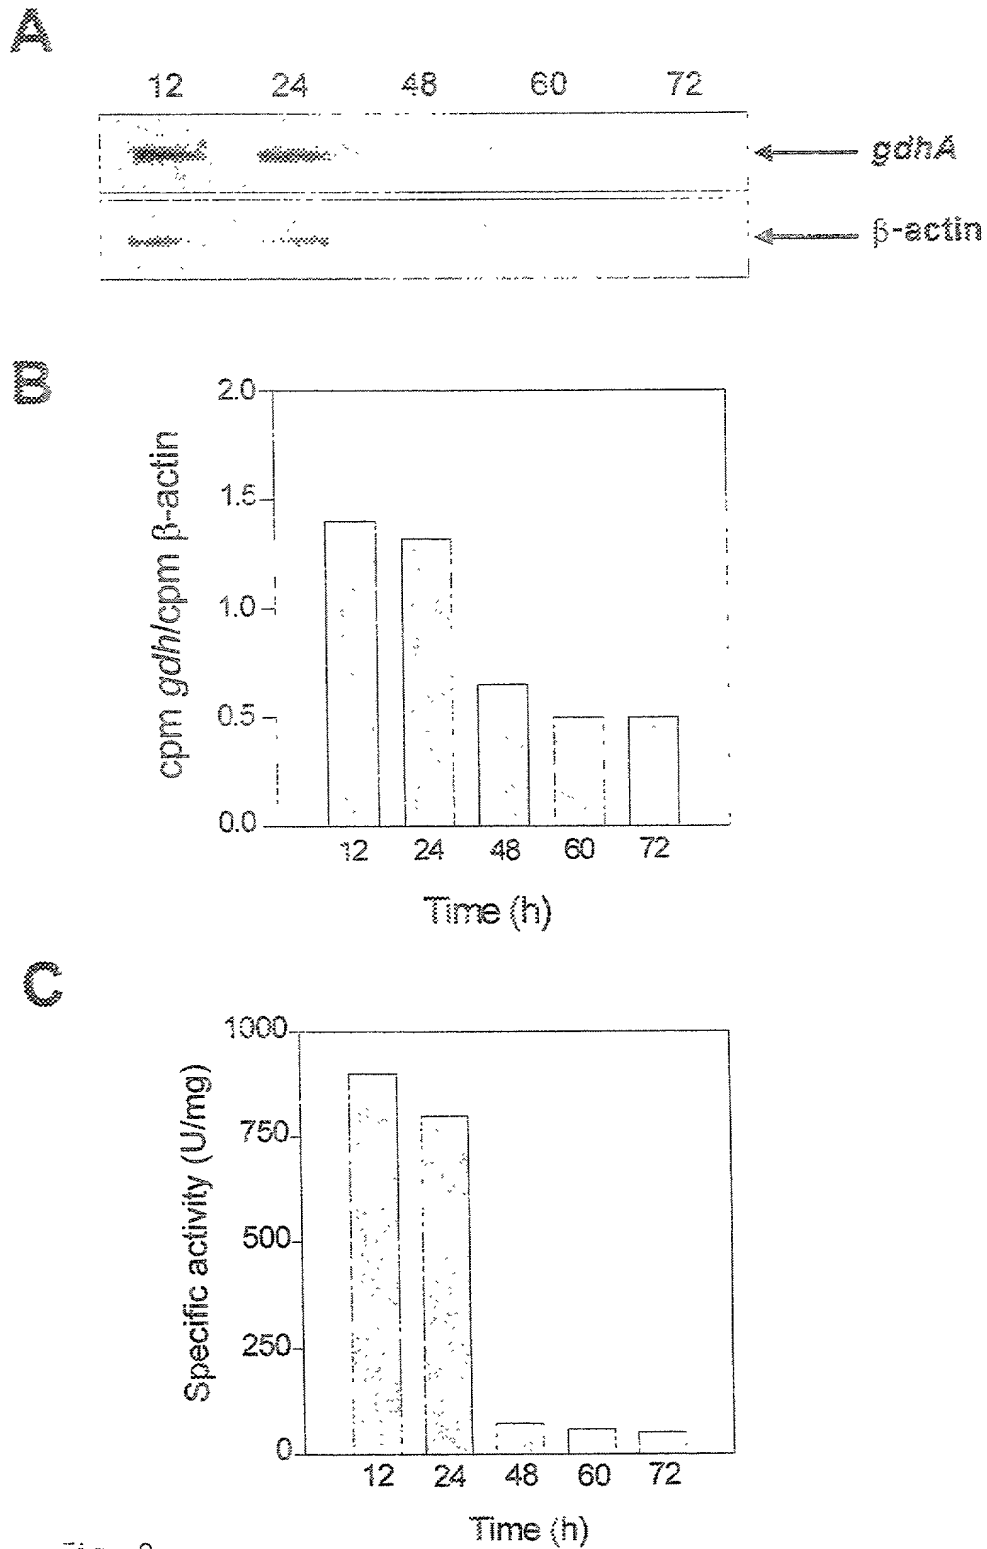 A
12 24 48 60 72
gdhA
β-actin
B
cpm gdh/cpm β-actin
2.0
1.5
1.0
0.5
0.0
12 24 48 60 72
Time (h)
C
Specific activity (U/mg)
1000
750
500
250
0
12 24 48 60 72
Time (h)